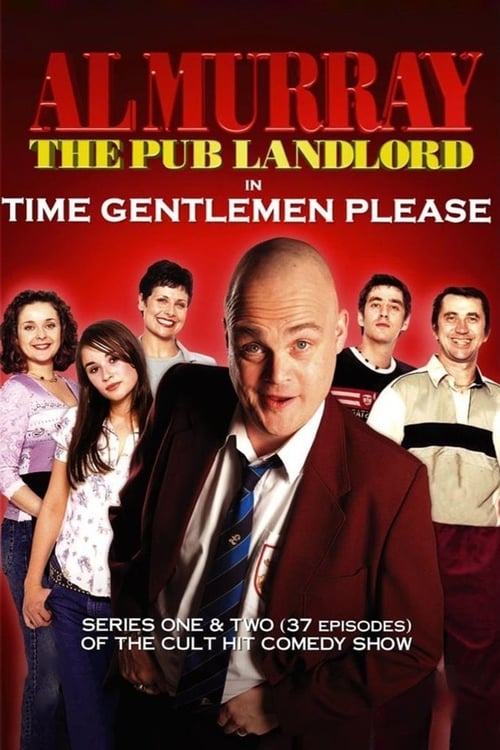 AL MURRAY
THE PUB LANDLORD
IN
TIME GENTLEMEN PLEASE
SERIES ONE & TWO (37 EPISODES)
OF THE CULT HIT COMEDY SHOW